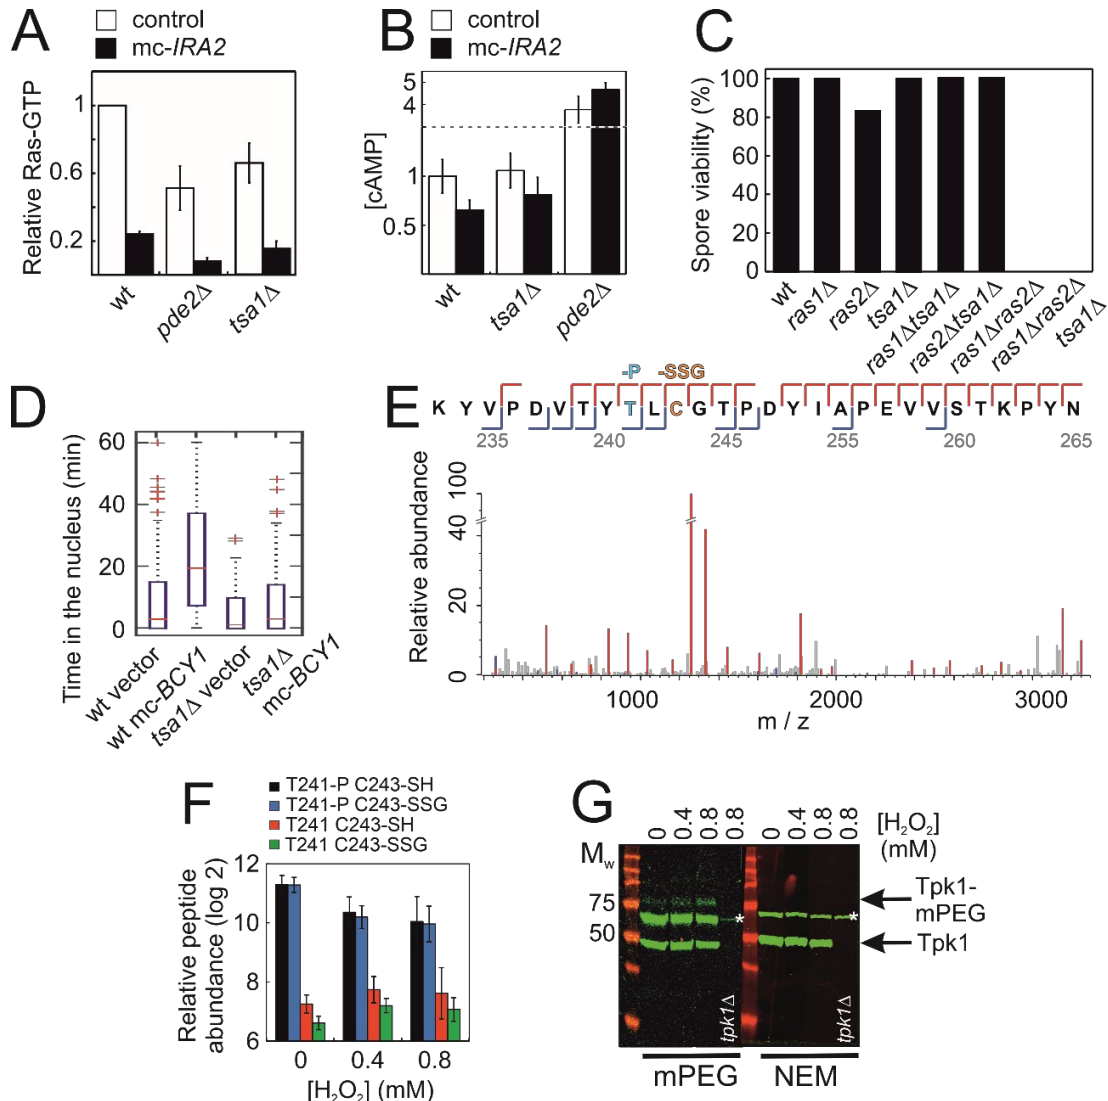 A
control
mc-IRA2
Relative Ras-GTP
1
0.6
0.2
wt
pde2Δ
tsa1Δ
B
control
mc-IRA2
[cAMP]
5
4
1
0.5
wt
tsa1Δ
pde2Δ
C
Spore viability (%)
100
80
60
40
20
0
wt
ras1Δ
ras2Δ
tsa1Δ
ras1Δtsa1Δ
ras2Δtsa1Δ
ras1Δras2Δ
ras1Δras2Δ
tsa1Δ
D
Time in the nucleus (min)
60
40
20
0
wt vector
wt mc-BCY1
tsa1Δ vector
tsa1Δ
mc-BCY1
E
-P -SSG
K Y V P D V T Y T L C G T P D Y I A P E V V S T K P Y N
235 240 245 255 260 265
Relative abundance
100
40
20
0
1000 2000 3000
m / z
F
T241-P C243-SH
T241-P C243-SSG
T241 C243-SH
T241 C243-SSG
Relative peptide
abundance (log 2)
12
10
8
6
0 0.4 0.8
[H2O2] (mM)
G
0 0.4 0.8 0.8 0 0.4 0.8 0.8
[H2O2]
(mM)
Mw
75
50
*
*
Tpk1-
mPEG
Tpk1
tpk1Δ
tpk1Δ
mPEG NEM